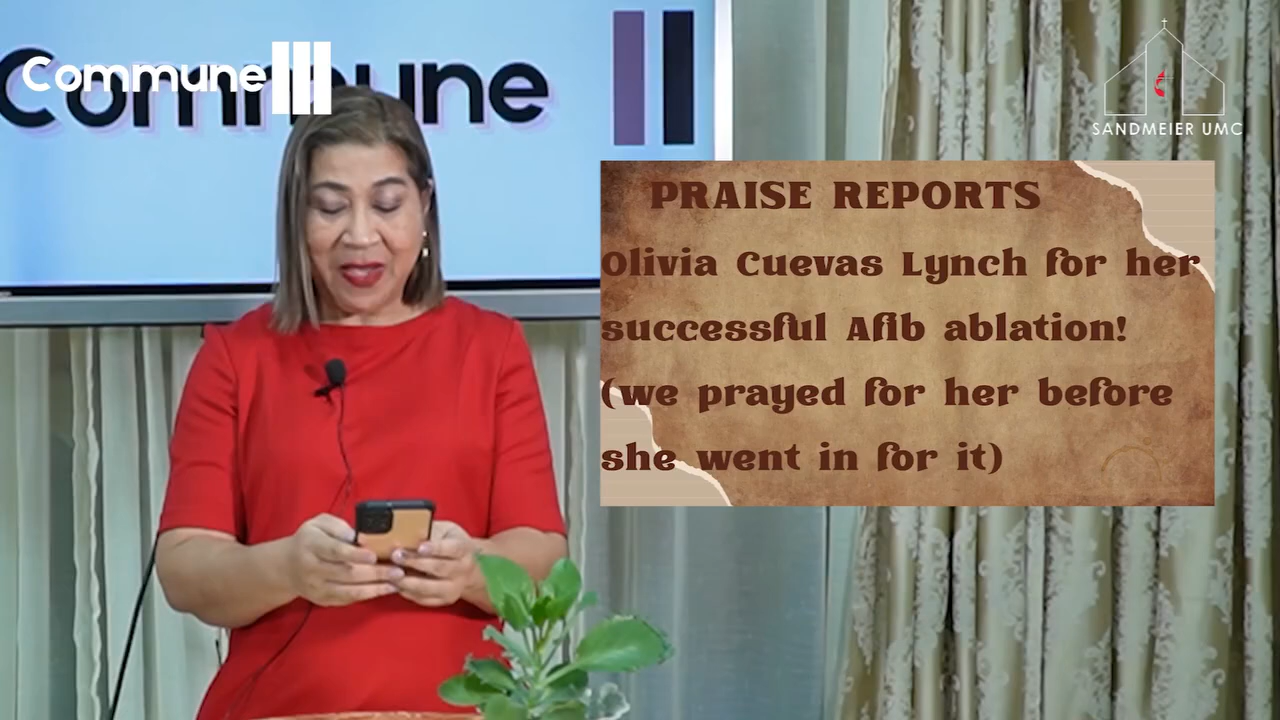 Commune
Commune
SANDMEIER UMC
PRAISE REPORTS
Olivia Cuevas Lynch for her
successful Afib ablation!
(we prayed for her before
she went in for it)